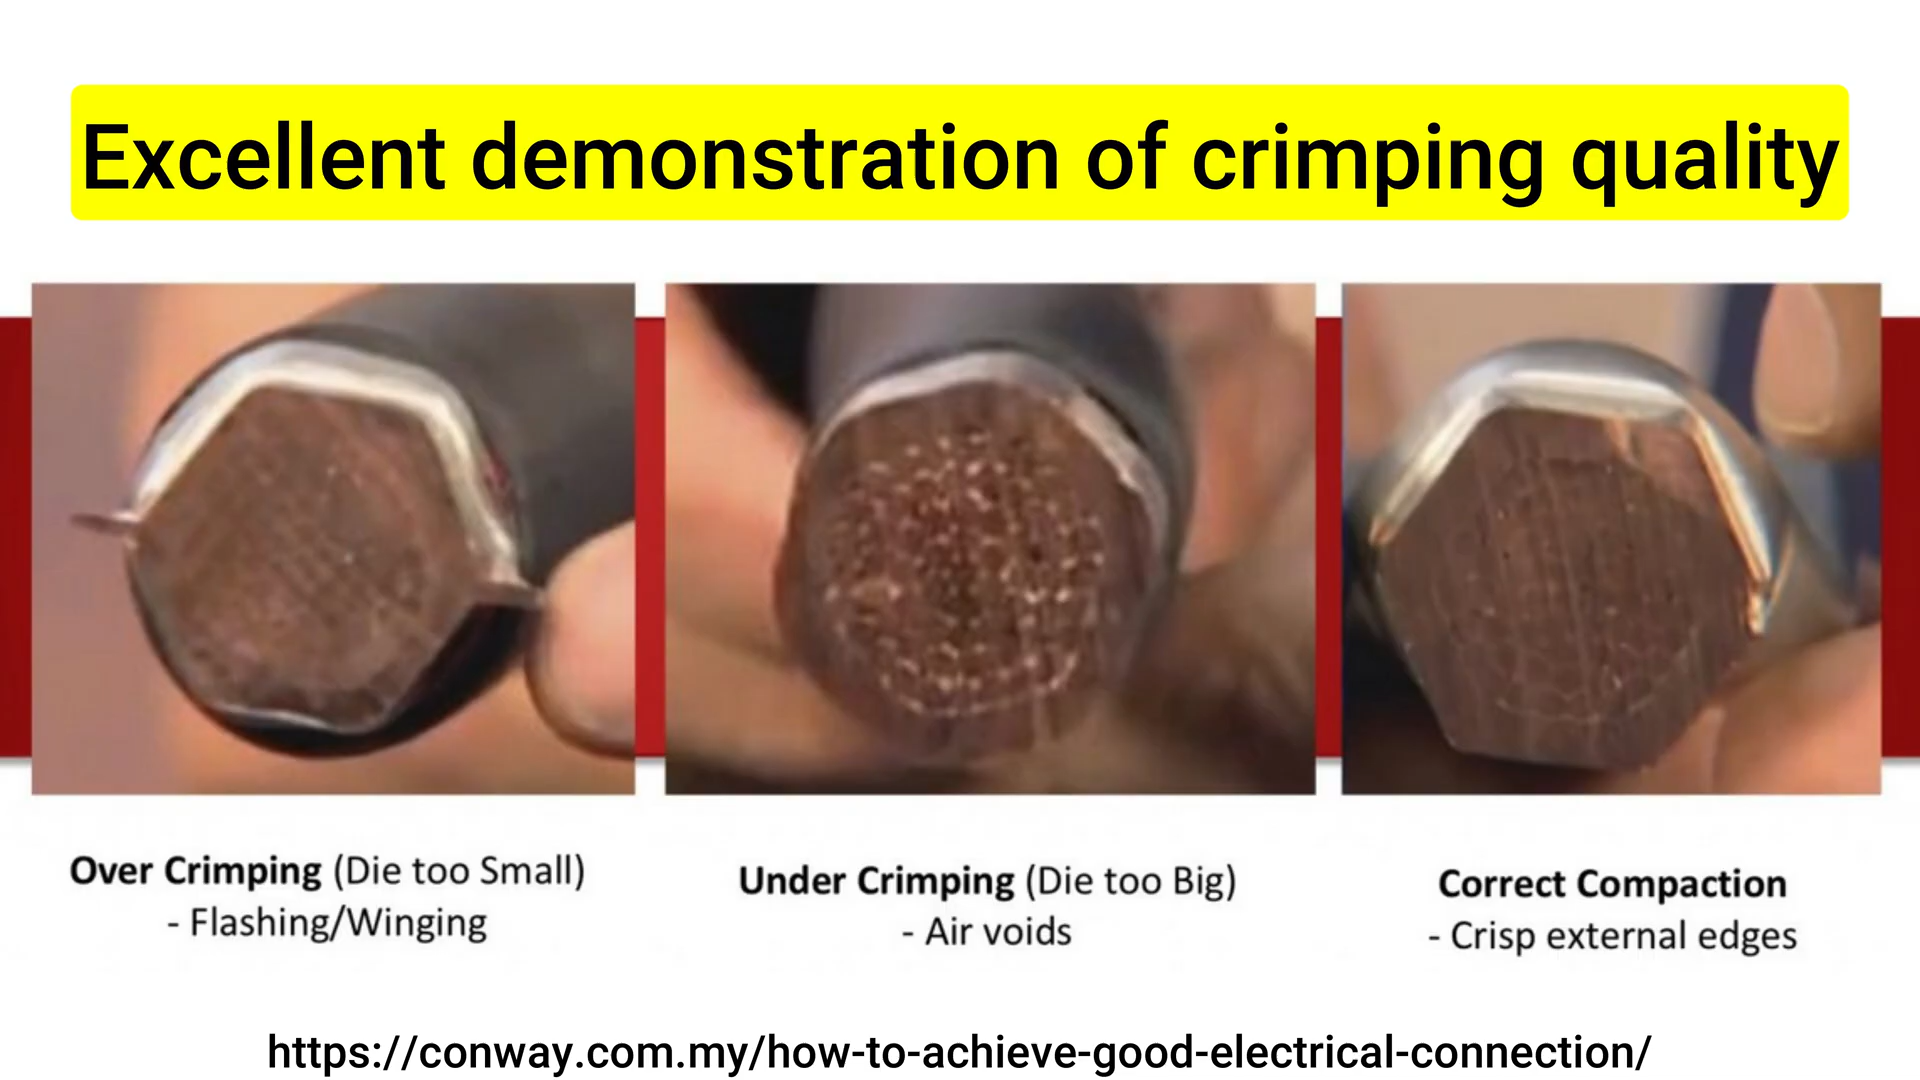 Excellent demonstration of crimping quality
Over Crimping (Die too Small)
- Flashing/Winging
Under Crimping (Die too Big)
- Air voids
Correct Compaction
- Crisp external edges
https://conway.com.my/how-to-achieve-good-electrical-connection/